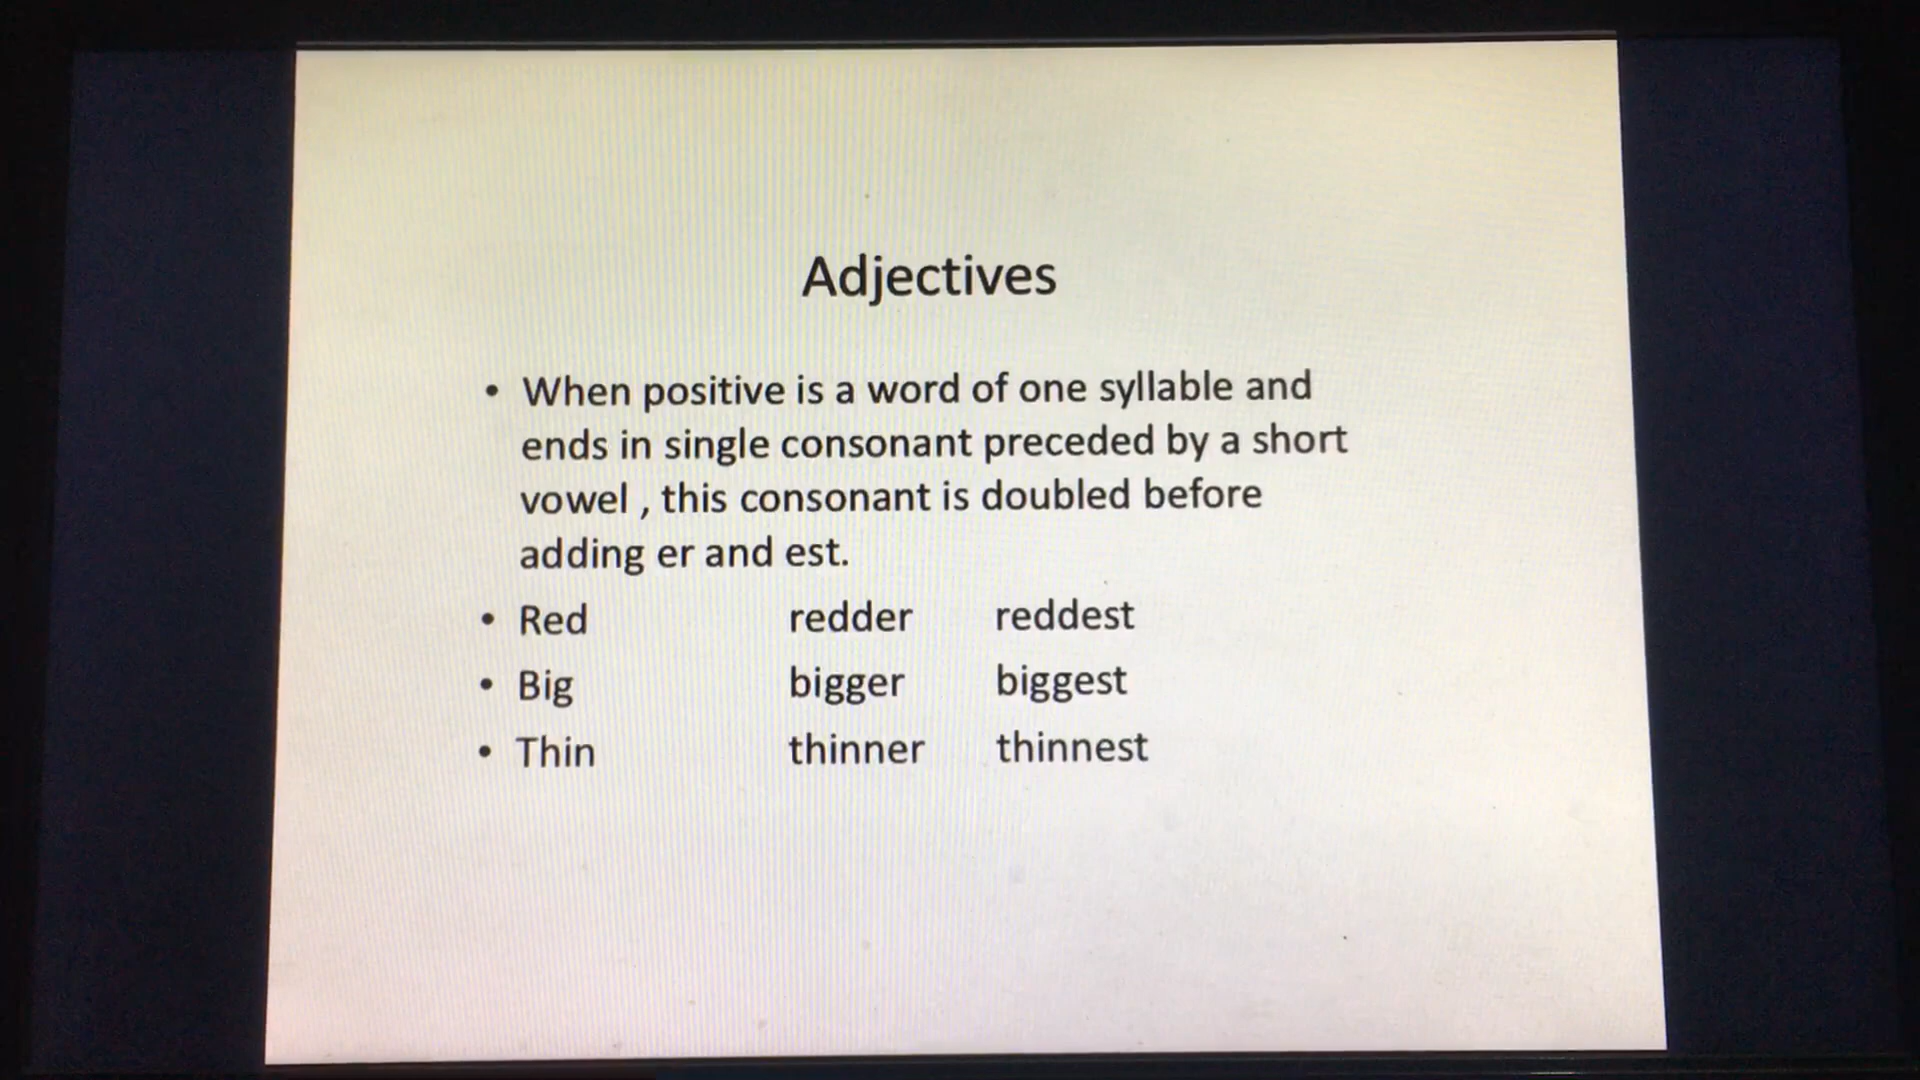 Adjectives
• When positive is a word of one syllable and
ends in single consonant preceded by a short
vowel , this consonant is doubled before
adding er and est.
• Red redder reddest
• Big bigger biggest
• Thin thinner thinnest